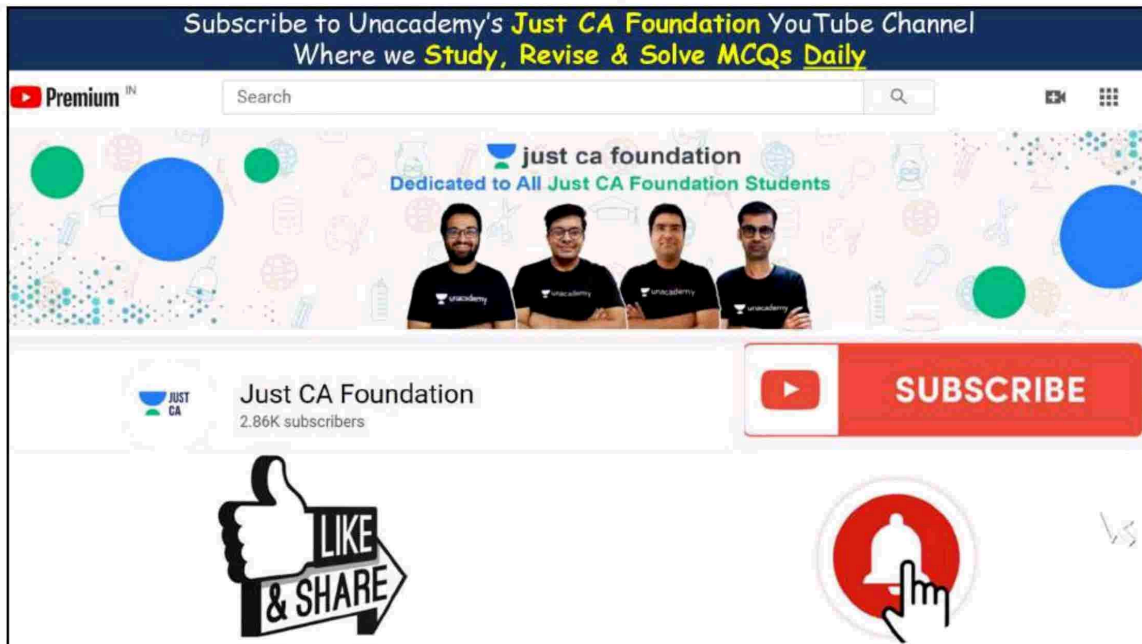 Subscribe to Unacademy's Just CA Foundation YouTube Channel
Where we Study, Revise & Solve MCQs Daily
Premium IN
Search
just ca foundation
Dedicated to All Just CA Foundation Students
unacademy
unacademy
unacademy
unacademy
JUST
CA
Just CA Foundation
2.86K subscribers
SUBSCRIBE
LIKE
& SHARE